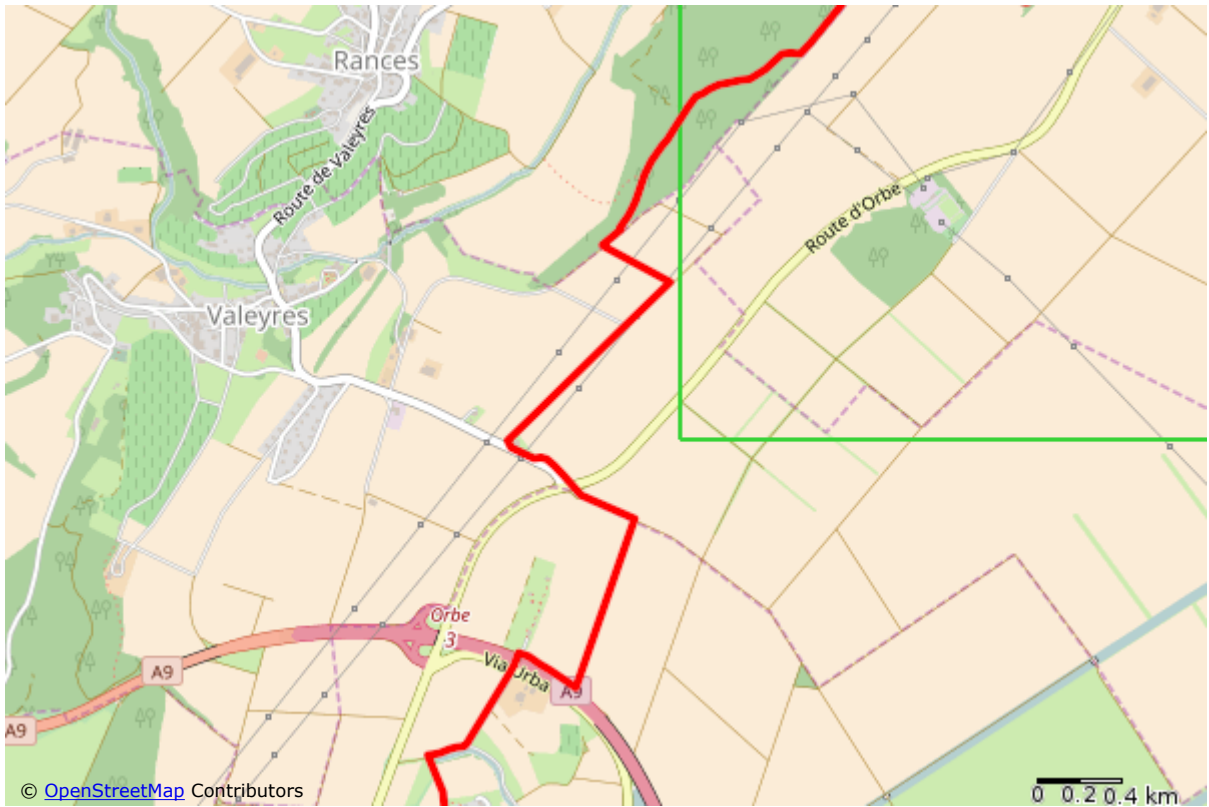 Rances
Route de Valeyres
Route d'Orbe
Valeyres
Orbe
3
Via Urba
A9
A9
A9
© OpenStreetMap Contributors
0 0.2 0.4 km